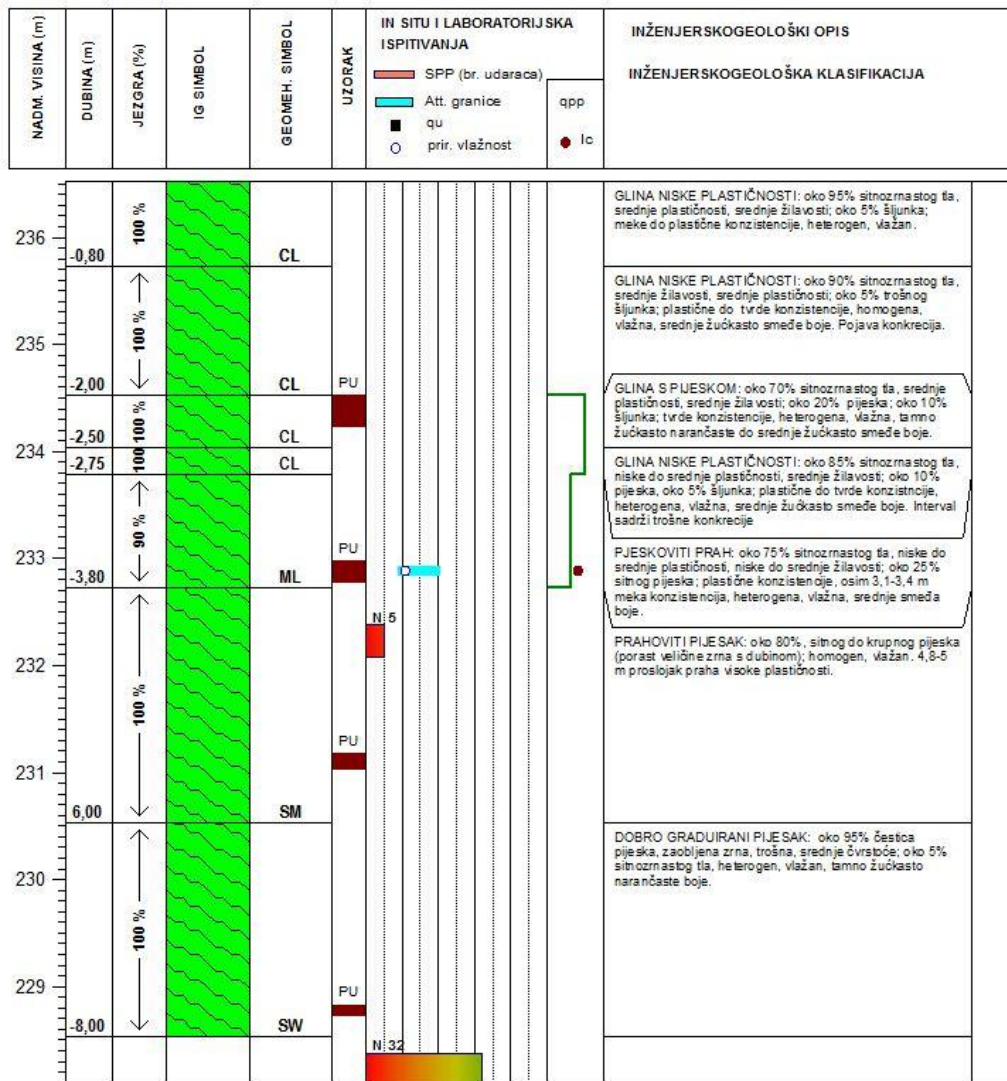 NADM. VISINA (m)
DUBINA (m)
JEZGRA (%)
IG SIMBOL
GEOMEH. SIMBOL
UZORAK
IN SITU I LABORATORIJSKA
ISPITIVANJA
SPP (br. udaraca)
Att. granice
qu
prir. vlažnost
qpp
Ic
INŽENJERSKOGEOLOŠKI OPIS
INŽENJERSKOGEOLOŠKA KLASIFIKACIJA
236
100 %
-0,80
CL
GLINA NISKE PLASTIČNOSTI: oko 95% sitnozrnastog tla,
srednje plastičnosti, srednje žilavosti; oko 5% šljunka;
meke do plastične konzistencije, heterogen, vlažan.
235
100 %
-2,00
CL
PU
GLINA NISKE PLASTIČNOSTI: oko 90% sitnozrnastog tla,
srednje žilavosti, srednje plastičnosti; oko 5% trošnog
šljunka; plastične do tvrde konzistencije, homogena,
vlažna, srednje žućkasto smeđe boje. Pojava konkrecija.
100 %
-2,50
CL
GLINA S PIJESKOM: oko 70% sitnozrnastog tla, srednje
plastičnosti, srednje žilavosti; oko 20% pijeska; oko 10%
šljunka; tvrde konzistencije, heterogena, vlažna, tamno
žućkasto narančaste do srednje žućkasto smeđe boje.
234
100
-2,75
CL
GLINA NISKE PLASTIČNOSTI: oko 85% sitnozrnastog tla,
niske do srednje plastičnosti, srednje žilavosti; oko 10%
pijeska, oko 5% šljunka; plastične do tvrde konzistncije,
heterogena, vlažna, srednje žućkasto smeđe boje. Interval
sadrži trošne konkrecije
233
90 %
-3,80
ML
PU
PJESKOVITI PRAH: oko 75% sitnozrnastog tla, niske do
srednje plastičnosti, niske do srednje žilavosti; oko 25%
sitnog pijeska; plastične konzistencije, osim 3,1-3,4 m
meka konzistencija, heterogena, vlažna, srednje smeđa
boje.
N 5
232
100 %
PU
231
6,00
SM
PRAHOVITI PIJESAK: oko 80%, sitnog do krupnog pijeska
(porast veličine zrna s dubinom); homogen, vlažan. 4,8-5
m proslojak praha visoke plastičnosti.
230
100 %
229
PU
-8,00
SW
DOBRO GRADUIRANI PIJESAK: oko 95% čestica
pijeska, zaobljena zrna, trošna, srednje čvrstoće; oko 5%
sitnozrnastog tla, heterogen, vlažan, tamno žućkasto
narančaste boje.
N 32